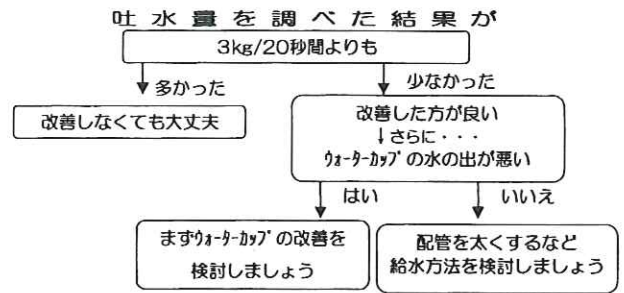 吐水量を調べた結果が
3kg/20秒間よりも
多かった
少なかった
改善しなくても大丈夫
改善した方が良い
↓さらに・・・
ｳｫｰﾀｰｶｯﾌﾟの水の出が悪い
はい
いいえ
まずｳｫｰﾀｰｶｯﾌﾟの改善を
検討しましょう
配管を太くするなど
給水方法を検討しましょう